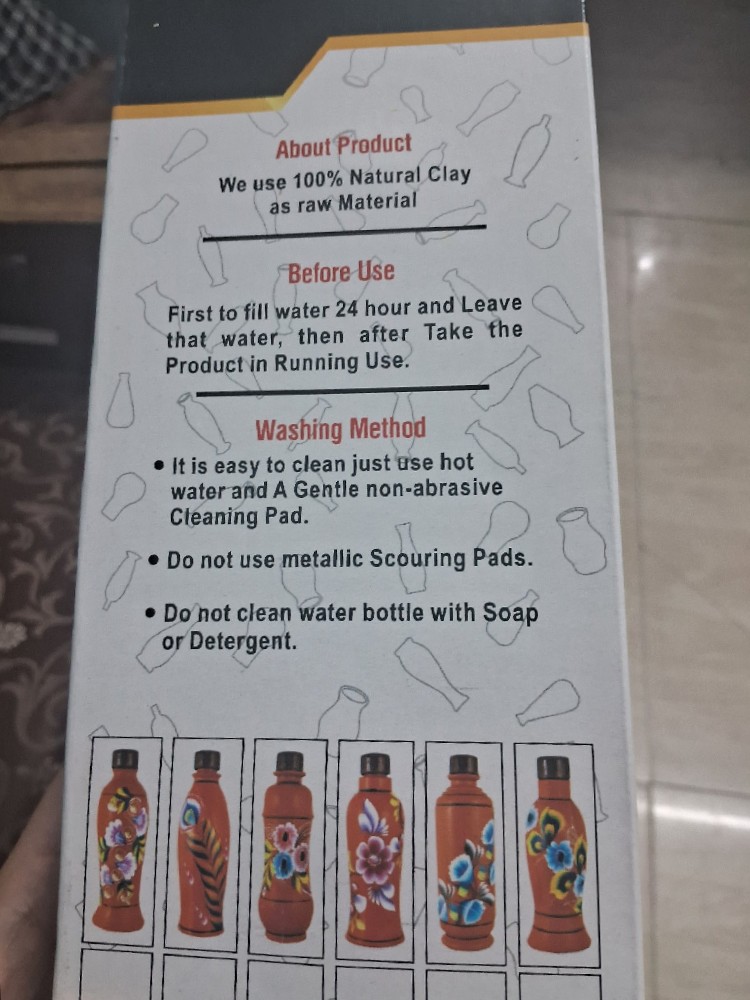 About Product
We use 100% Natural Clay
as raw Material
Before Use
First to fill water 24 hour and Leave
that water, then after Take the
Product in Running Use.
Washing Method
• It is easy to clean just use hot
water and A Gentle non-abrasive
Cleaning Pad.
• Do not use metallic Scouring Pads.
• Do not clean water bottle with Soap
or Detergent.